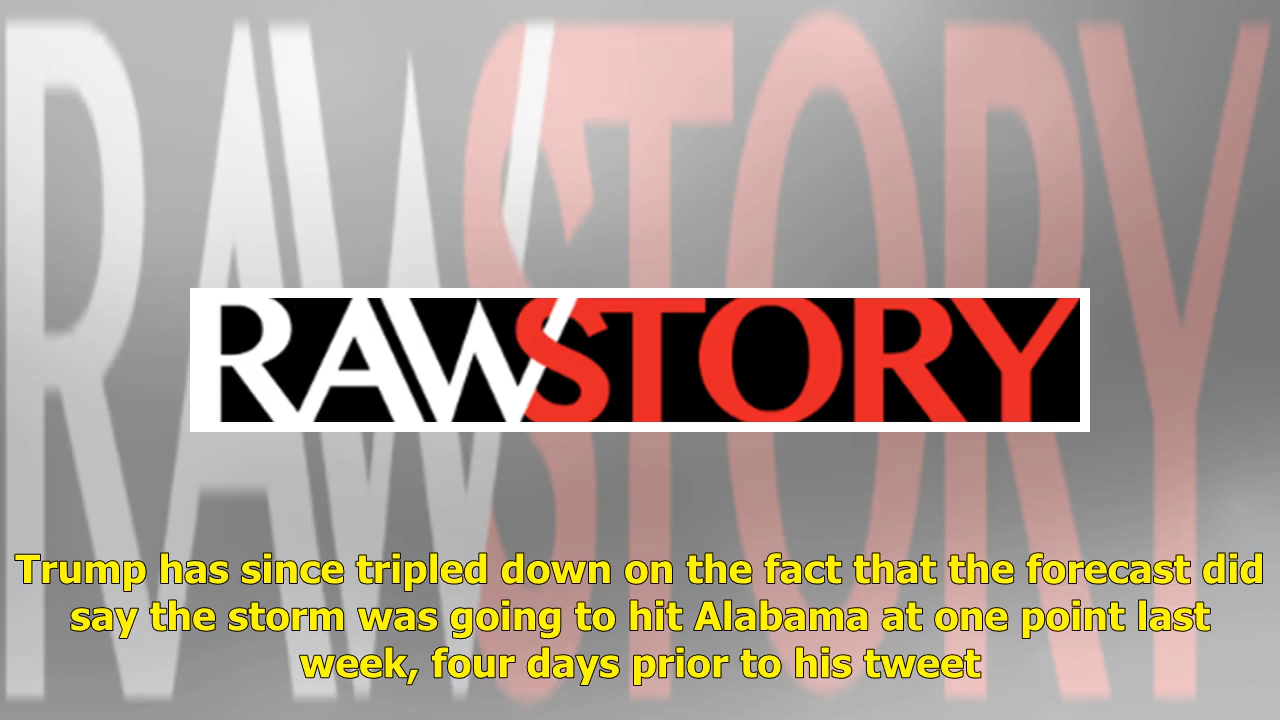 RAWSTORY
RAWSTORY
Trump has since tripled down on the fact that the forecast did
say the storm was going to hit Alabama at one point last
week, four days prior to his tweet